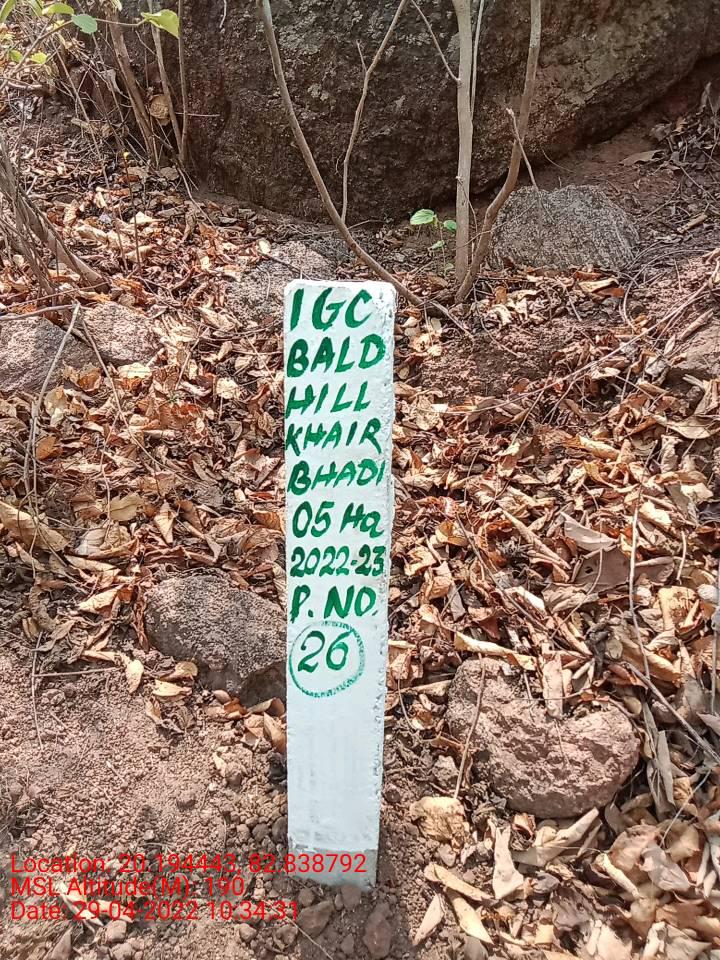 IGC
BALD
HILL
KHAIR
BHADI
05 Ha
2022-23
P.NO.
26
Location: 20.194443, 82.838792
MSL Altitude(M): 190
Date: 29-04-2022 10:34:31